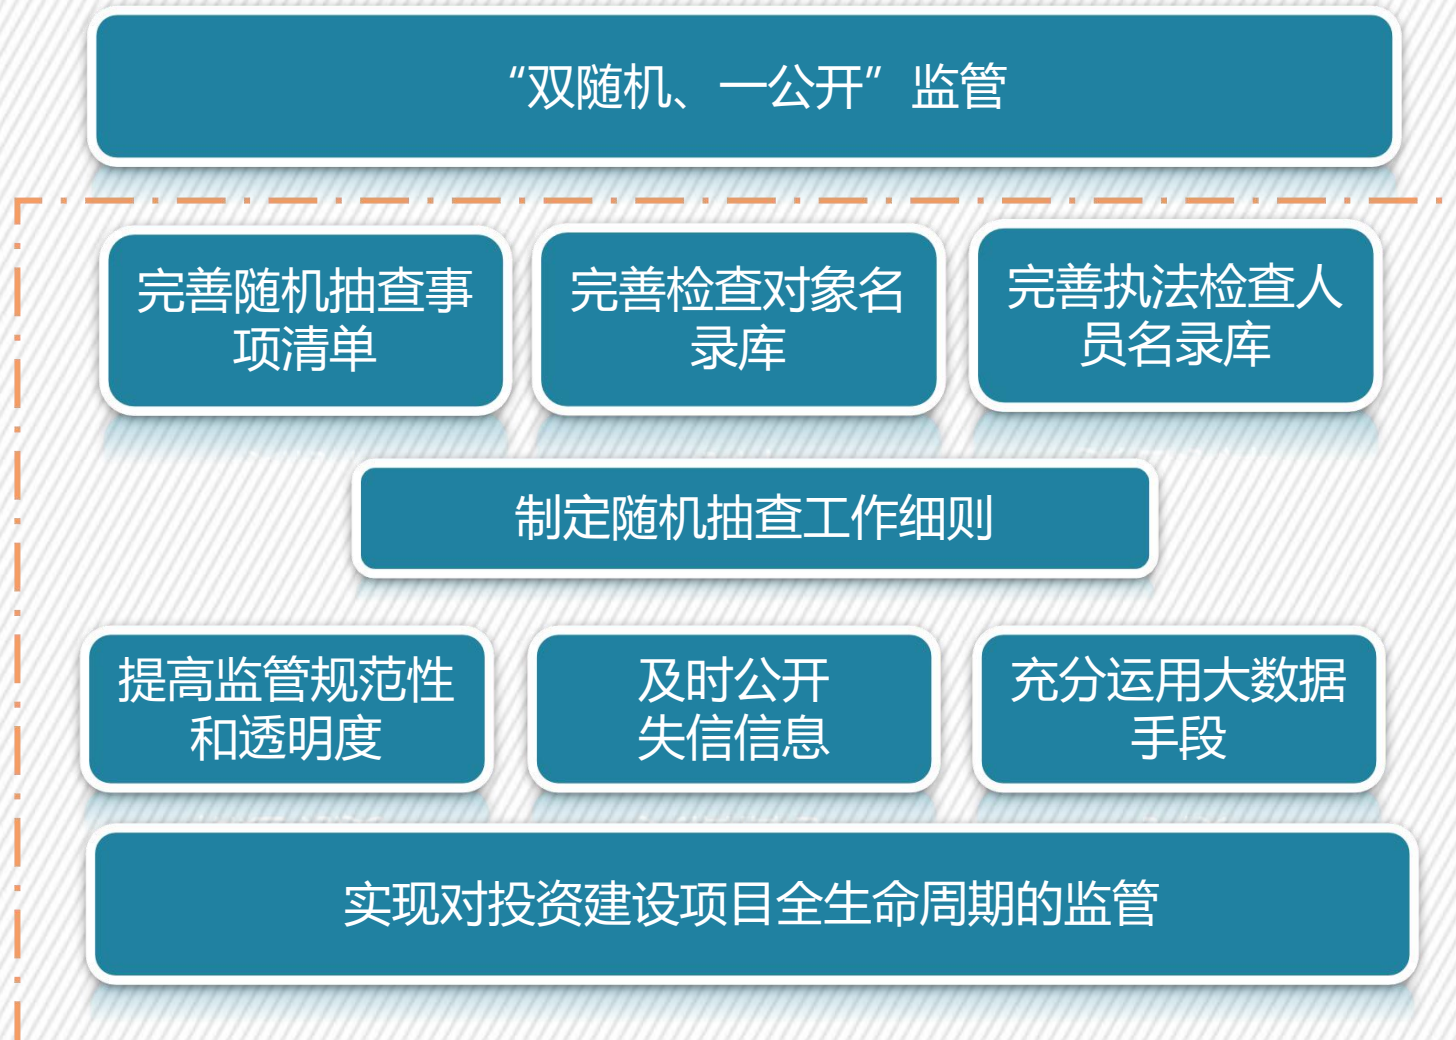 “双随机、一公开”监管
完善随机抽查事
项清单
完善检查对象名
录库
完善执法检查人
员名录库
制定随机抽查工作细则
提高监管规范性
和透明度
及时公开
失信信息
充分运用大数据
手段
实现对投资建设项目全生命周期的监管